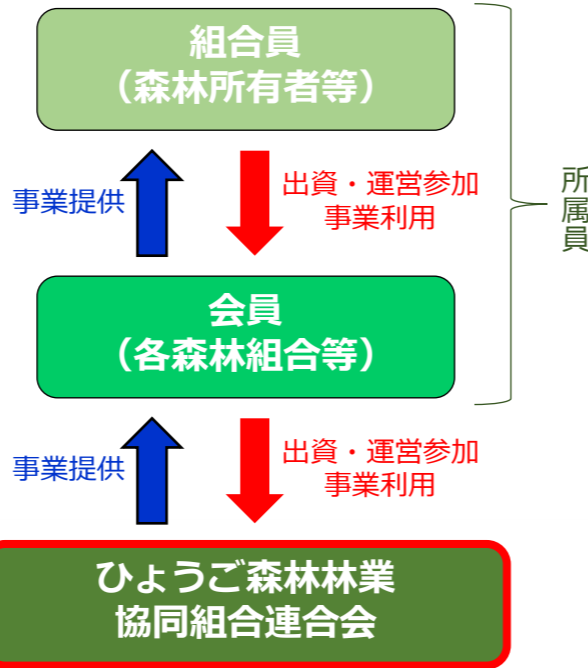 組合員
（森林所有者等）
事業提供
出資・運営参加
事業利用
所属員
会員
（各森林組合等）
事業提供
出資・運営参加
事業利用
ひょうご森林林業
協同組合連合会